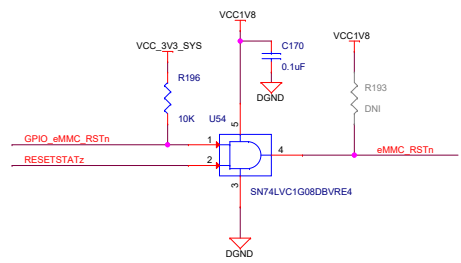 VCC1V8
VCC_3V3_SYS
C170
VCC1V8
0.1uF
R196
R193
DGND
10K
U54
DNI
5
GPIO_eMMC_RSTn
1
4
eMMC_RSTn
RESETSTATz
2
3
SN74LVC1G08DBVRE4
DGND